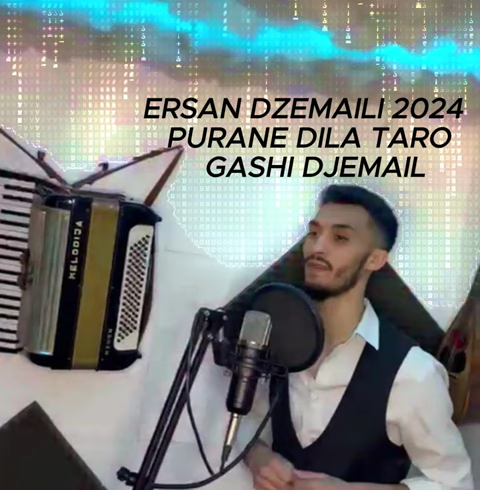 ERSAN DZEMAILI 2024
PURANE DILA TARO
GASHI DJEMAIL
MELODIJA